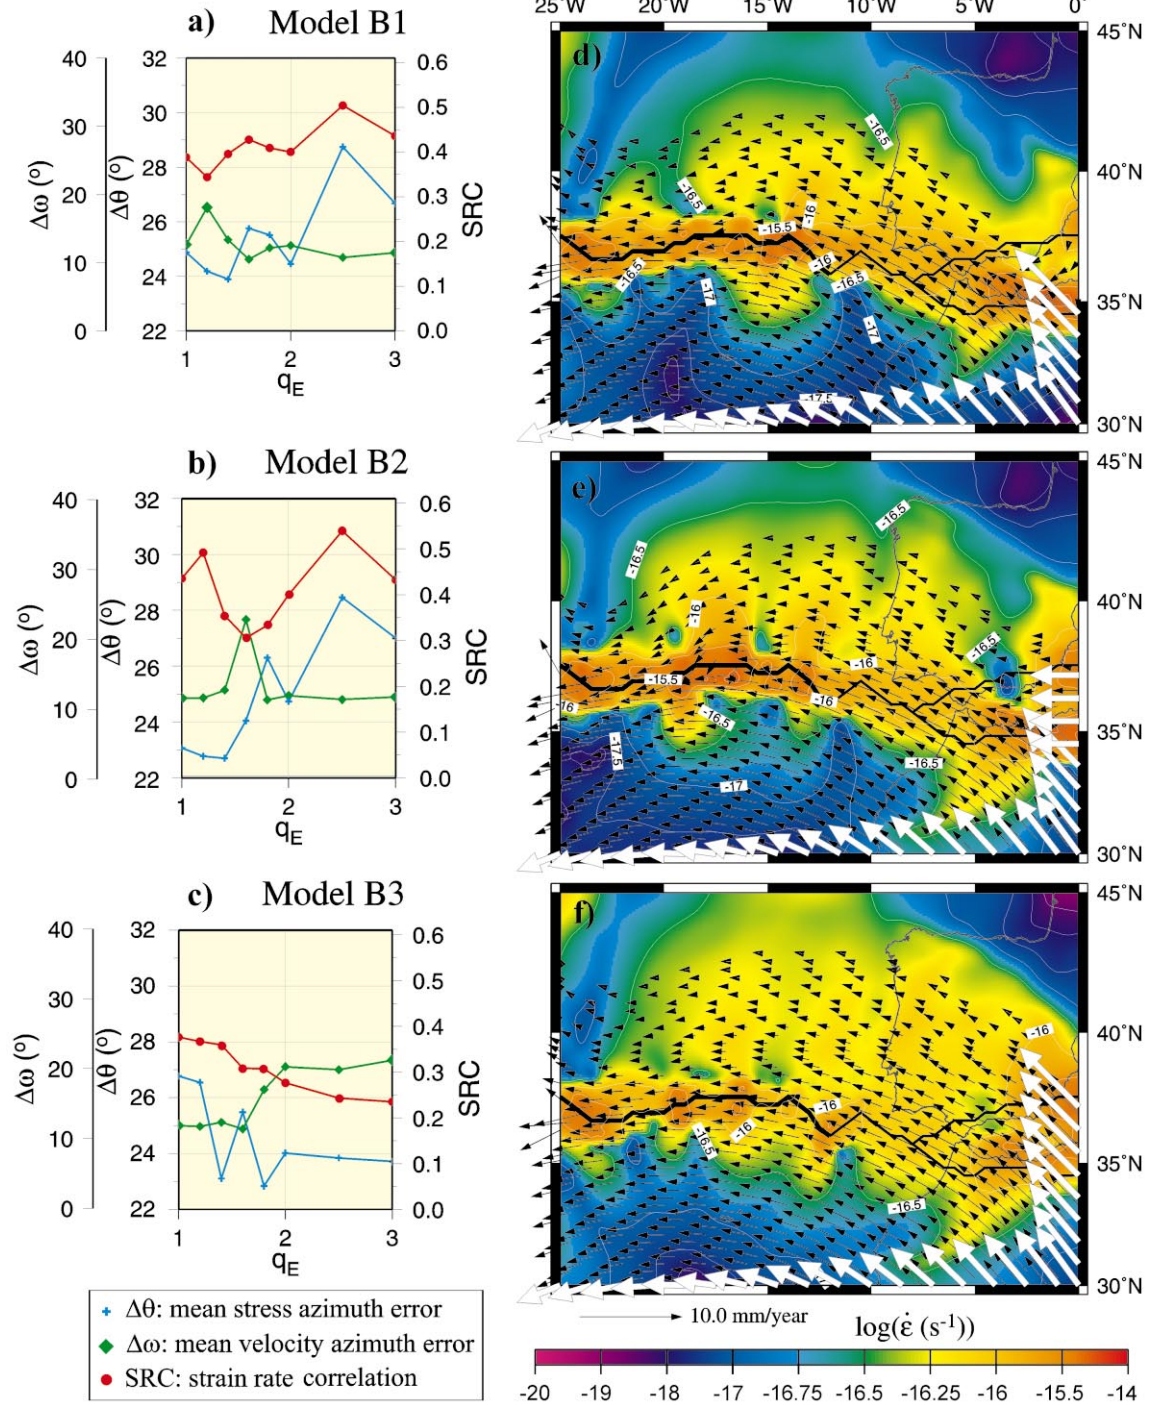 a) Model B1
40 32 0.6
30 30 0.5
28 0.4
20 0.3
26 0.2
10 24 0.1
0 22 0.0
Δω (º)
Δθ (º)
SRC
1 2 3
qE
b) Model B2
40 32 0.6
30 30 0.5
28 0.4
20 26 0.3
0.2
10 24 0.1
0 22 0.0
Δω (º)
Δθ (º)
SRC
1 2 3
qE
c) Model B3
40 32 0.6
30 30 0.5
28 0.4
20 26 0.3
0.2
10 24 0.1
0 22 0.0
Δω (º)
Δθ (º)
SRC
1 2 3
qE
Δθ: mean stress azimuth error
Δω: mean velocity azimuth error
SRC: strain rate correlation
25˚W 20˚W 15˚W 10˚W 5˚W 0˚
d)
45˚N
40˚N
35˚N
30˚N
-16.5
-16.5
-16
-15.5
-16
-16.5
-16.5
-17
-17
-17.5
e)
45˚N
40˚N
35˚N
30˚N
-16.5
-16.5
-16
-16.5
-16
-15.5
-16
-16
-16.5
-16.5
-17.5
-17
f)
45˚N
40˚N
35˚N
30˚N
-16
-16
-16
-16.5
-16.5
10.0 mm/year
log(ε̇ (s-1))
-20 -19 -18 -17 -16.75 -16.5 -16.25 -16 -15.5 -14